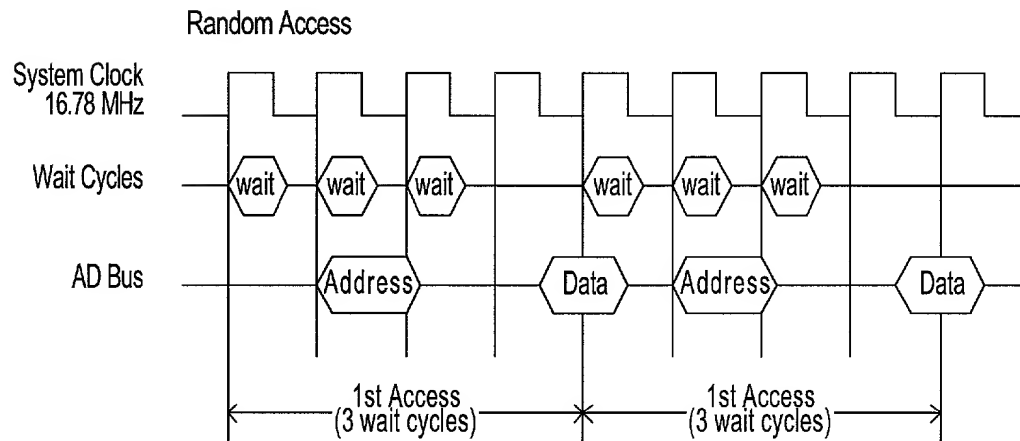 Random Access
System Clock
16.78 MHz
Wait Cycles
wait wait wait wait wait wait
AD Bus
Address Data Address Data
1st Access
(3 wait cycles)
1st Access
(3 wait cycles)